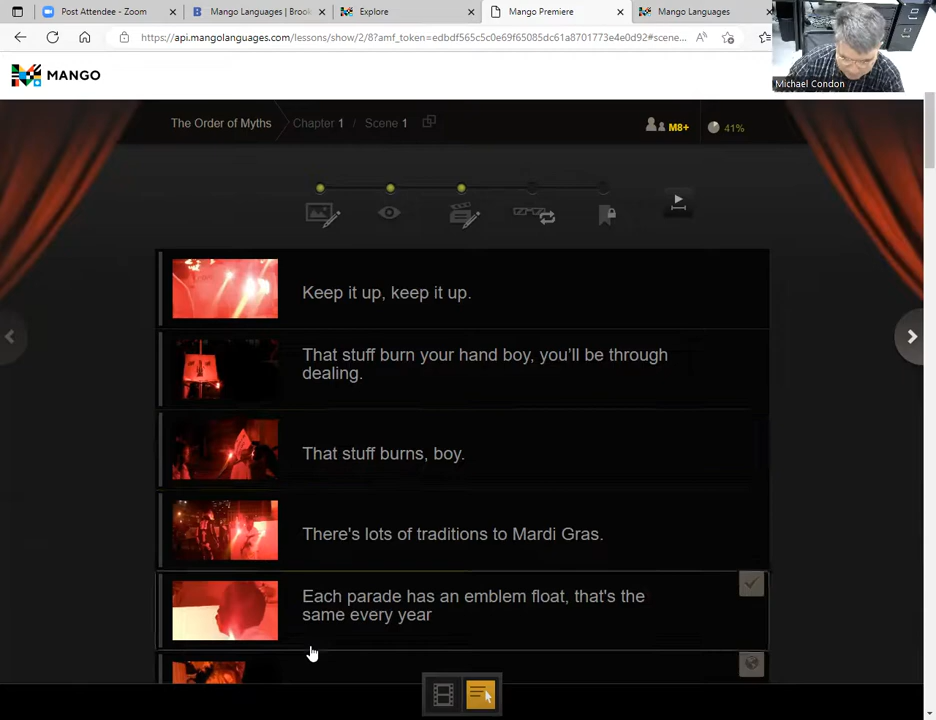 Post Attendee - Zoom
Mango Languages | Brook
Explore
Mango Premiere
Mango Languages
https://api.mangolanguages.com/lessons/show/2/8?amf_token=edbdf565c5c0e69f65085dc61a8701773e4e0d92#scene...
MANGO
Michael Condon
The Order of Myths
Chapter 1 / Scene 1
M8+
41%
Keep it up, keep it up.
That stuff burn your hand boy, you'll be through
dealing.
That stuff burns, boy.
There's lots of traditions to Mardi Gras.
Each parade has an emblem float, that's the
same every year